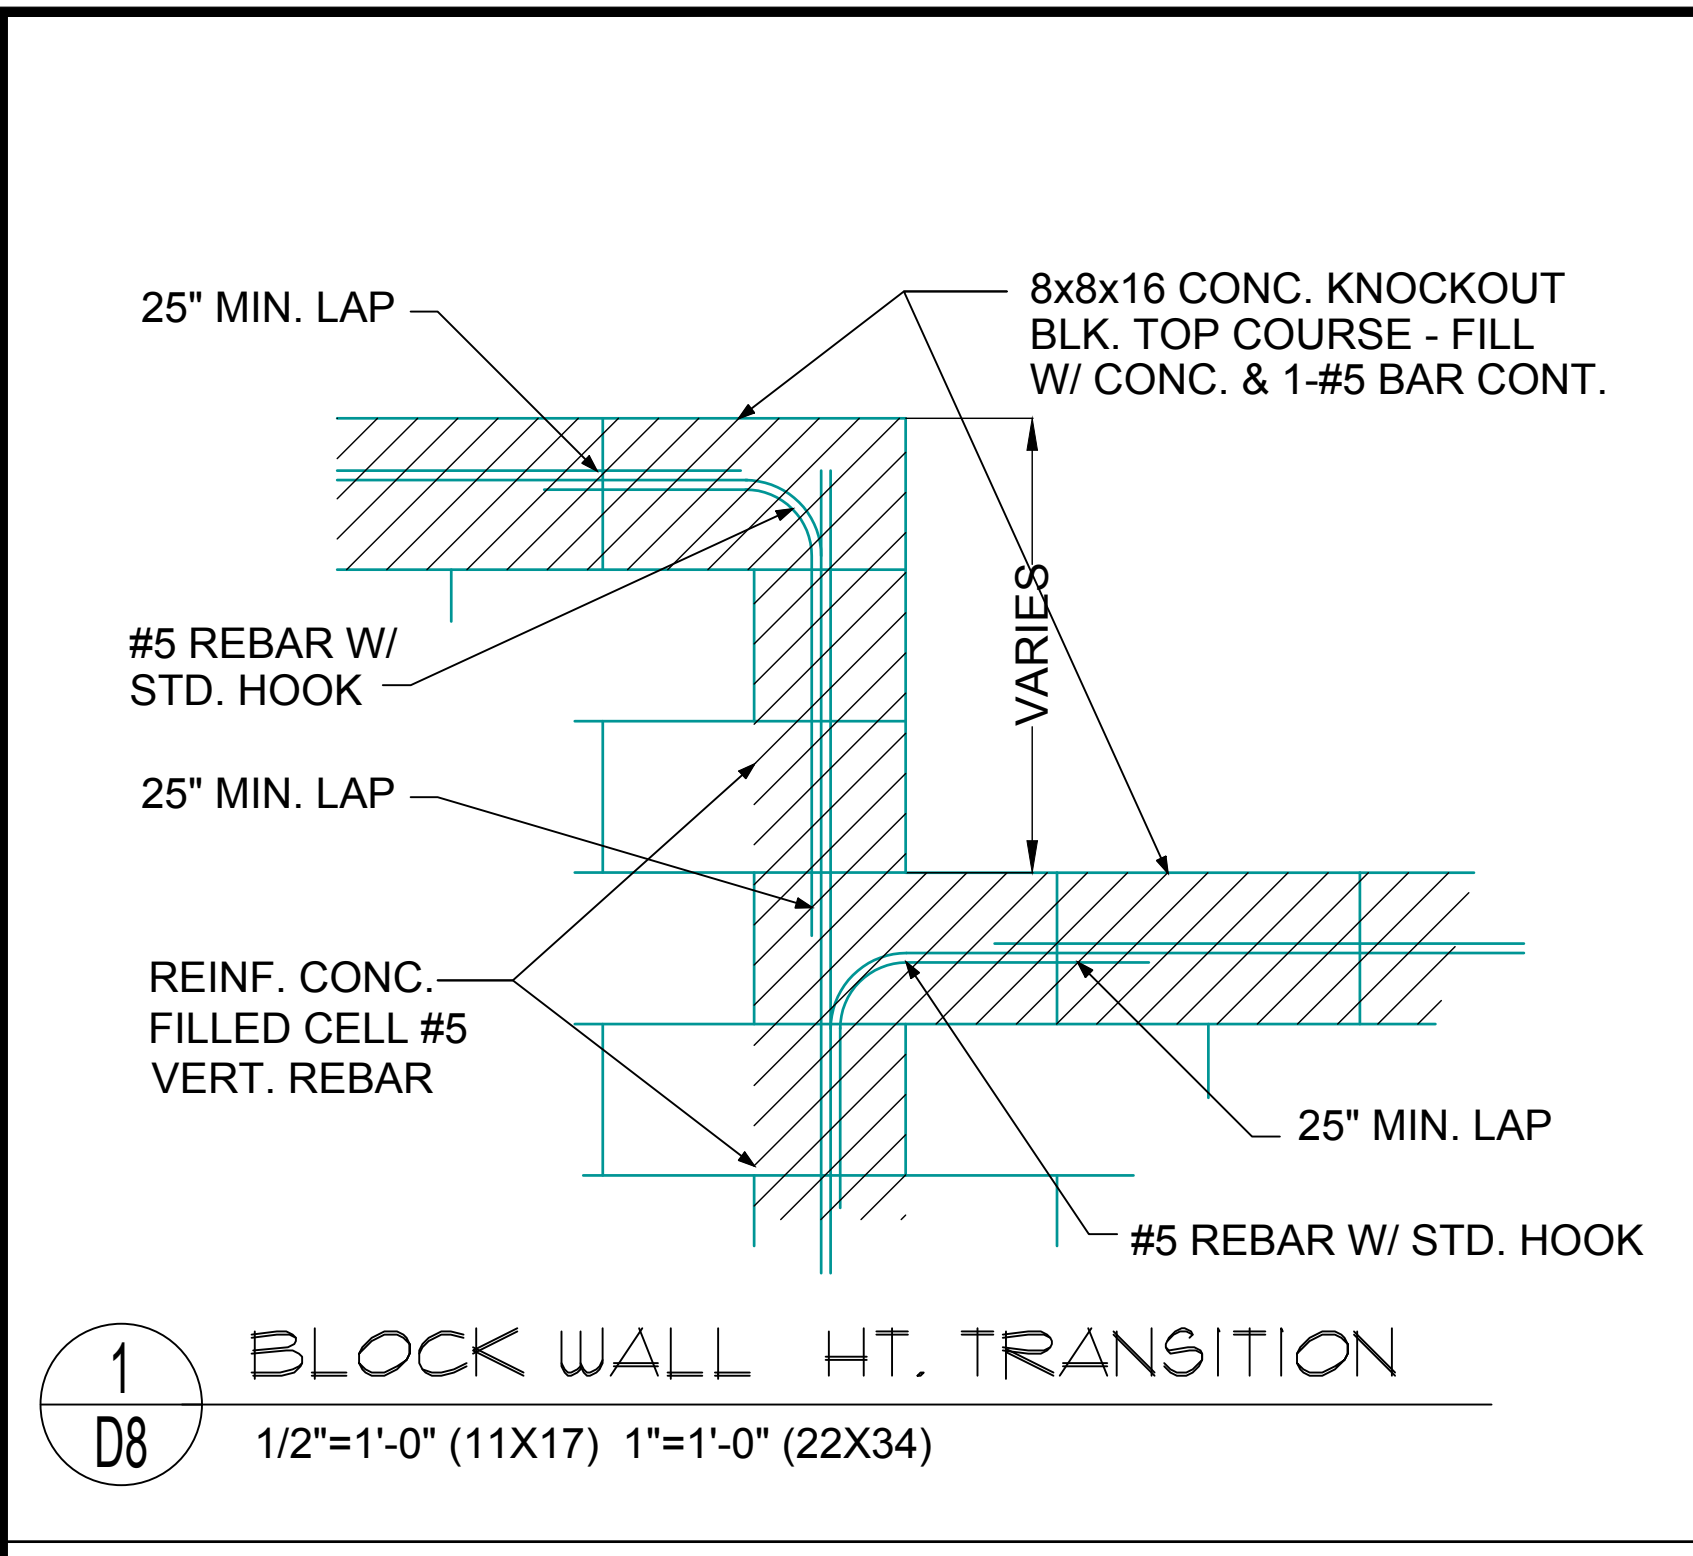 25" MIN. LAP
8x8x16 CONC. KNOCKOUT
BLK. TOP COURSE - FILL
W/ CONC. & 1-#5 BAR CONT.
VARIES
#5 REBAR W/
STD. HOOK
25" MIN. LAP
REINF. CONC.
FILLED CELL #5
VERT. REBAR
25" MIN. LAP
#5 REBAR W/ STD. HOOK
1
D8
BLOCK WALL HT. TRANSITION
1/2"=1'-0" (11X17) 1"=1'-0" (22X34)